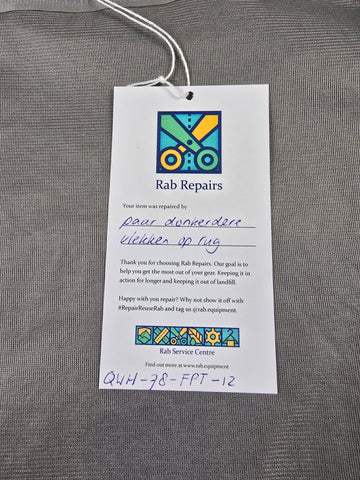 Rab Repairs
Your item was repaired by
paar donkerdere
vlekken op rug
Thank you for choosing Rab Repairs. Our goal is to
help you get the most out of your gear. Keeping it in
action for longer and keeping it out of landfill.
Happy with you repair? Why not show it off with
#RepairReuseRab and tag us @rab.equipment.
Rab Service Centre
Find out more at www.rab.equipment
QWH-78-FPT-12